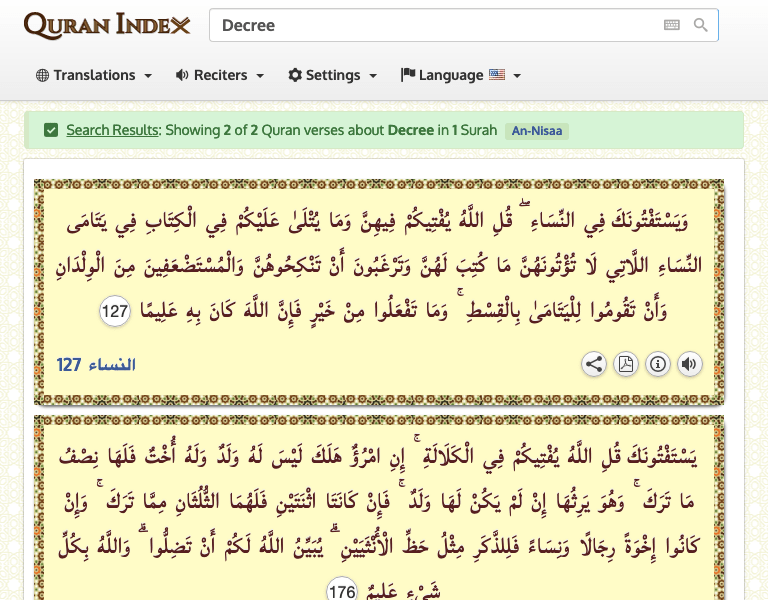 Quran Index
Decree
Translations
Reciters
Settings
Language
Search Results: Showing 2 of 2 Quran verses about Decree in 1 Surah An-Nisaa
وَيَسْتَفْتُونَكَ فِي النِّسَاءِ ۖ قُلِ اللَّهُ يُفْتِيكُمْ فِيهِنَّ وَمَا يُتْلَىٰ عَلَيْكُمْ فِي الْكِتَابِ فِي يَتَامَى
النِّسَاءِ اللَّاتِي لَا تُؤْتُونَهُنَّ مَا كُتِبَ لَهُنَّ وَتَرْغَبُونَ أَنْ تَنْكِحُوهُنَّ وَالْمُسْتَضْعَفِينَ مِنَ الْوِلْدَانِ
وَأَنْ تَقُومُوا لِلْيَتَامَىٰ بِالْقِسْطِ ۚ وَمَا تَفْعَلُوا مِنْ خَيْرٍ فَإِنَّ اللَّهَ كَانَ بِهِ عَلِيمًا 127
النساء 127
يَسْتَفْتُونَكَ قُلِ اللَّهُ يُفْتِيكُمْ فِي الْكَلَالَةِ ۚ إِنِ امْرُؤٌ هَلَكَ لَيْسَ لَهُ وَلَدٌ وَلَهُ أُخْتٌ فَلَهَا نِصْفُ
مَا تَرَكَ ۚ وَهُوَ يَرِثُهَا إِنْ لَمْ يَكُنْ لَهَا وَلَدٌ ۚ فَإِنْ كَانَتَا اثْنَتَيْنِ فَلَهُمَا الثُّلُثَانِ مِمَّا تَرَكَ ۚ وَإِنْ
كَانُوا إِخْوَةً رِجَالًا وَنِسَاءً فَلِلذَّكَرِ مِثْلُ حَظِّ الْأُنْثَيَيْنِ ۗ يُبَيِّنُ اللَّهُ لَكُمْ أَنْ تَضِلُّوا ۗ وَاللَّهُ بِكُلِّ
شَيْءٍ عَلِيمٌ 176